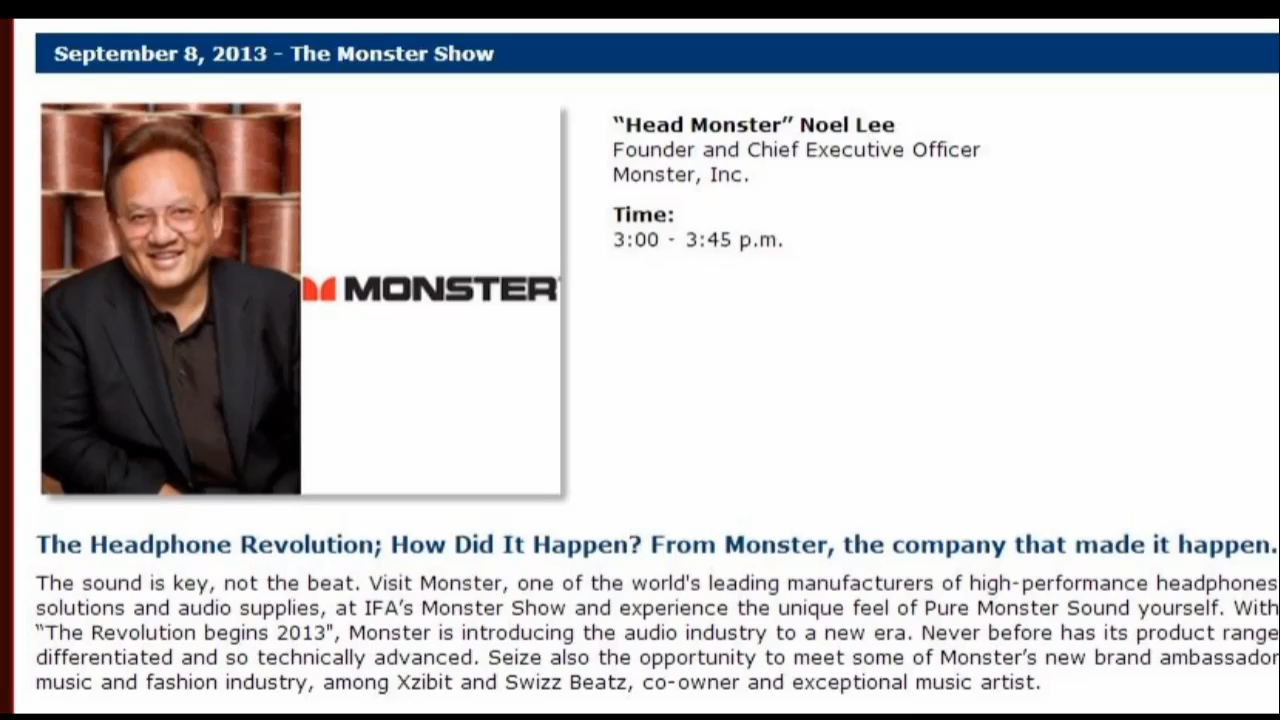 September 8, 2013 - The Monster Show
“Head Monster” Noel Lee
Founder and Chief Executive Officer
Monster, Inc.
Time:
3:00 - 3:45 p.m.
MONSTER
The Headphone Revolution; How Did It Happen? From Monster, the company that made it happen.
The sound is key, not the beat. Visit Monster, one of the world's leading manufacturers of high-performance headphones
solutions and audio supplies, at IFA’s Monster Show and experience the unique feel of Pure Monster Sound yourself. With
“The Revolution begins 2013", Monster is introducing the audio industry to a new era. Never before has its product range
differentiated and so technically advanced. Seize also the opportunity to meet some of Monster’s new brand ambassador
music and fashion industry, among Xzibit and Swizz Beatz, co-owner and exceptional music artist.